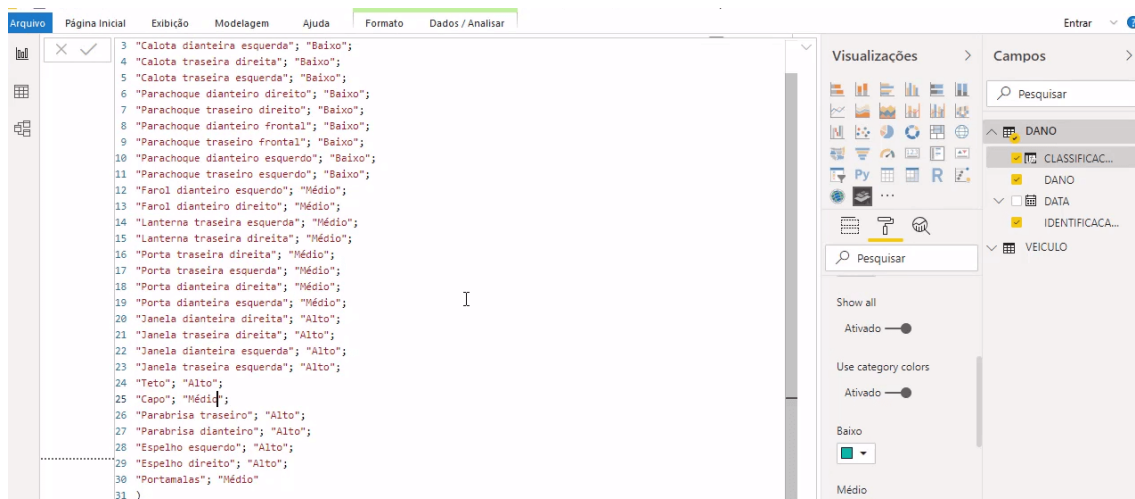 Arquivo Página Inicial Exibição Modelagem Ajuda Formato Dados / Analisar Entrar
3 "Calota dianteira esquerda"; "Baixo";
4 "Calota traseira direita"; "Baixo";
5 "Calota traseira esquerda"; "Baixo";
6 "Parachoque dianteiro direito"; "Baixo";
7 "Parachoque traseiro direito"; "Baixo";
8 "Parachoque dianteiro frontal"; "Baixo";
9 "Parachoque traseiro frontal"; "Baixo";
10 "Parachoque dianteiro esquerdo"; "Baixo";
11 "Parachoque traseiro esquerdo"; "Baixo";
12 "Farol dianteiro esquerdo"; "Médio";
13 "Farol dianteiro direito"; "Médio";
14 "Lanterna traseira esquerda"; "Médio";
15 "Lanterna traseira direita"; "Médio";
16 "Porta traseira direita"; "Médio";
17 "Porta traseira esquerda"; "Médio";
18 "Porta dianteira direita"; "Médio";
19 "Porta dianteira esquerda"; "Médio";
20 "Janela dianteira direita"; "Alto";
21 "Janela traseira direita"; "Alto";
22 "Janela dianteira esquerda"; "Alto";
23 "Janela traseira esquerda"; "Alto";
24 "Teto"; "Alto";
25 "Capo"; "Médio";
26 "Parabrisa traseiro"; "Alto";
27 "Parabrisa dianteiro"; "Alto";
28 "Espelho esquerdo"; "Alto";
29 "Espelho direito"; "Alto";
30 "Portamalas"; "Médio"
31 )
Visualizações
Py R
Pesquisar
Show all
Ativado
Use category colors
Ativado
Baixo
Médio
Campos
Pesquisar
DANO
CLASSIFICAC...
DANO
DATA
IDENTIFICACA...
VEICULO